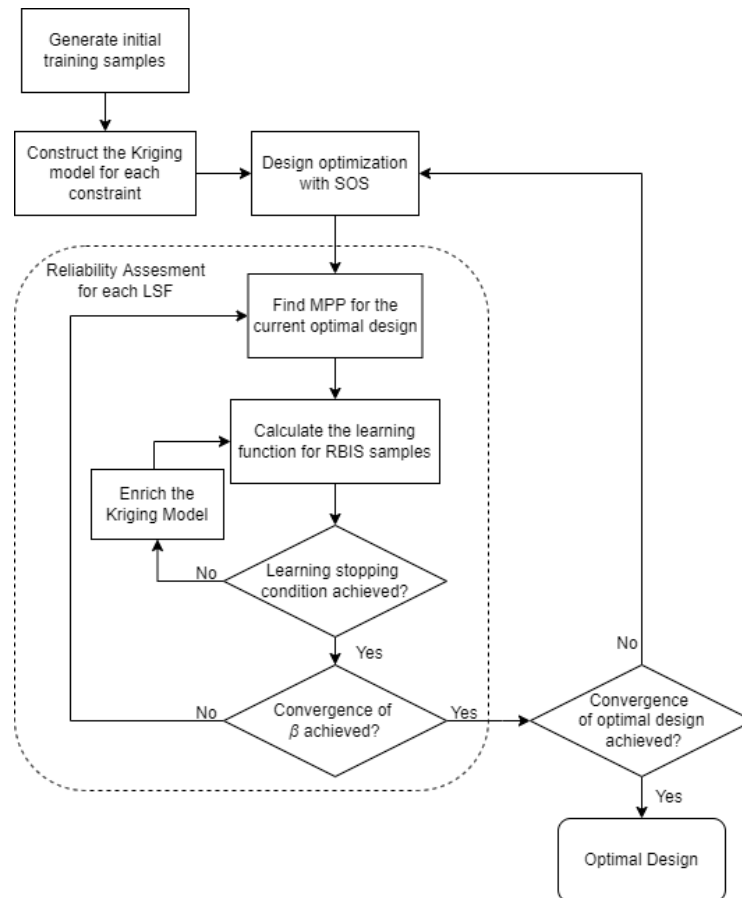 Generate initial
training samples
Construct the Kriging
model for each
constraint
Design optimization
with SOS
Reliability Assesment
for each LSF
Find MPP for the
current optimal design
Calculate the learning
function for RBIS samples
Enrich the
Kriging Model
Learning stopping
condition achieved?
No
Yes
Convergence of
β achieved?
No
Yes
Convergence
of optimal design
achieved?
No
Yes
Optimal Design